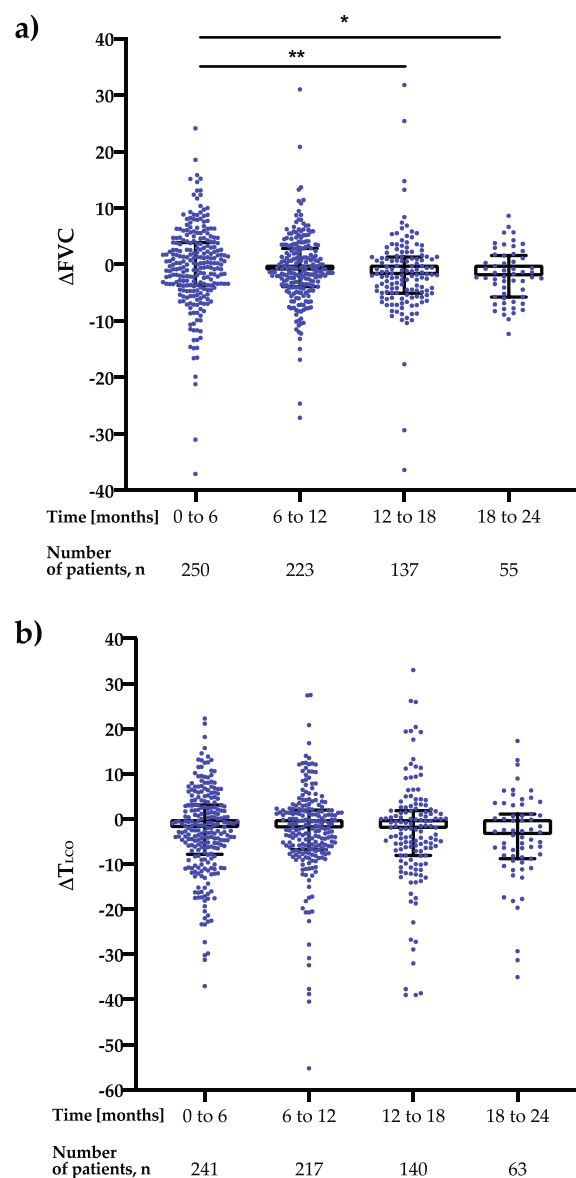 a)
*
**
40
30
20
10
0
-10
-20
-30
-40
ΔFVC
Time [months] 0 to 6 6 to 12 12 to 18 18 to 24
Number
of patients, n 250 223 137 55
b)
40
30
20
10
0
-10
-20
-30
-40
-50
-60
ΔTLCO
Time [months] 0 to 6 6 to 12 12 to 18 18 to 24
Number
of patients, n 241 217 140 63